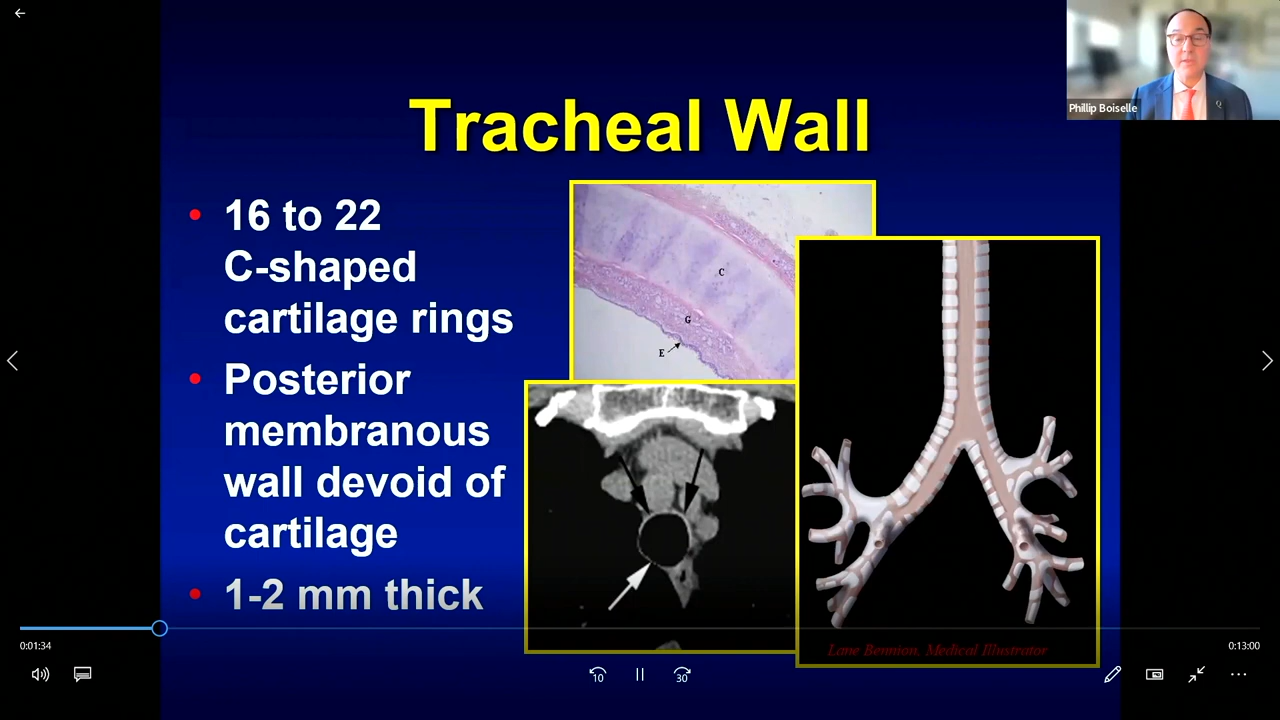 Phillip Boiselle
Tracheal Wall
• 16 to 22
C-shaped
cartilage rings
• Posterior
membranous
wall devoid of
cartilage
• 1-2 mm thick
C
G
E
Lane Bennion, Medical Illustrator
0:01:34
0:13:00
10
30